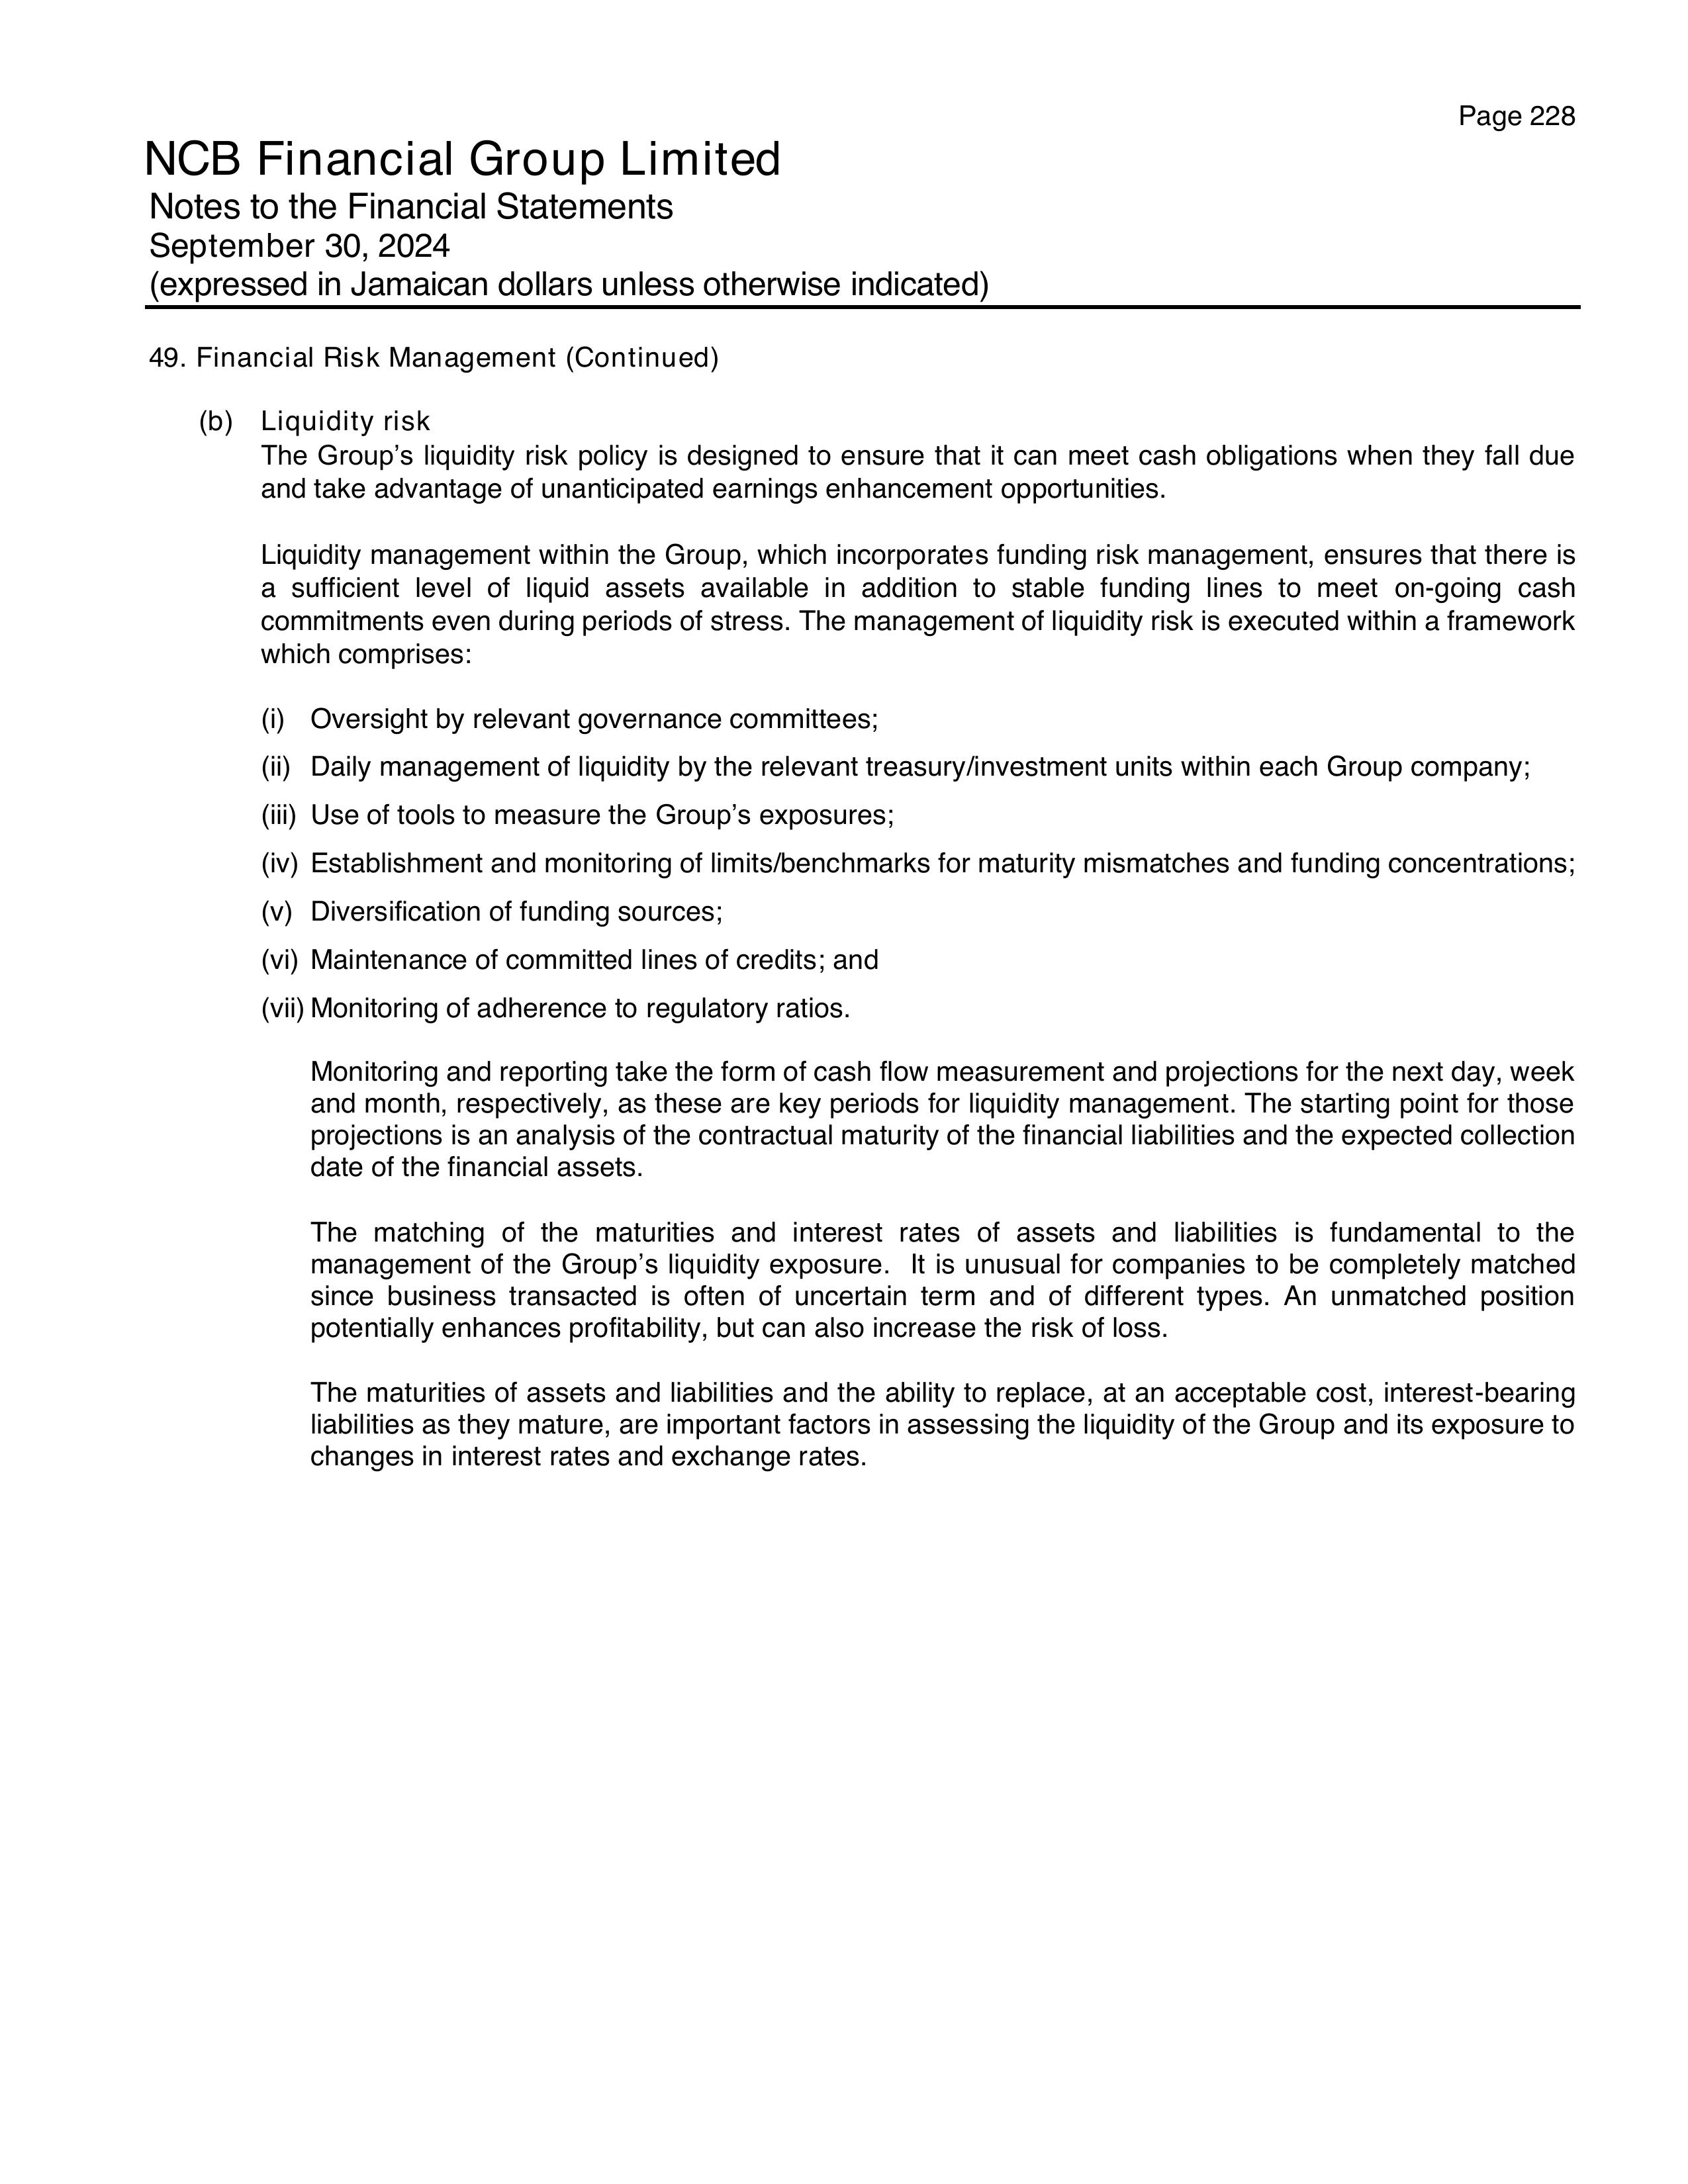 Page 228
NCB Financial Group Limited
Notes to the Financial Statements
September 30, 2024
(expressed in Jamaican dollars unless otherwise indicated)
49. Financial Risk Management (Continued)
(b) Liquidity risk
The Group’s liquidity risk policy is designed to ensure that it can meet cash obligations when they fall due
and take advantage of unanticipated earnings enhancement opportunities.
Liquidity management within the Group, which incorporates funding risk management, ensures that there is
a sufficient level of liquid assets available in addition to stable funding lines to meet on-going cash
commitments even during periods of stress. The management of liquidity risk is executed within a framework
which comprises:
(i) Oversight by relevant governance committees;
(ii) Daily management of liquidity by the relevant treasury/investment units within each Group company;
(iii) Use of tools to measure the Group’s exposures;
(iv) Establishment and monitoring of limits/benchmarks for maturity mismatches and funding concentrations;
(v) Diversification of funding sources;
(vi) Maintenance of committed lines of credits; and
(vii) Monitoring of adherence to regulatory ratios.
Monitoring and reporting take the form of cash flow measurement and projections for the next day, week
and month, respectively, as these are key periods for liquidity management. The starting point for those
projections is an analysis of the contractual maturity of the financial liabilities and the expected collection
date of the financial assets.
The matching of the maturities and interest rates of assets and liabilities is fundamental to the
management of the Group’s liquidity exposure.  It is unusual for companies to be completely matched
since business transacted is often of uncertain term and of different types. An unmatched position
potentially enhances profitability, but can also increase the risk of loss.
The maturities of assets and liabilities and the ability to replace, at an acceptable cost, interest-bearing
liabilities as they mature, are important factors in assessing the liquidity of the Group and its exposure to
changes in interest rates and exchange rates.